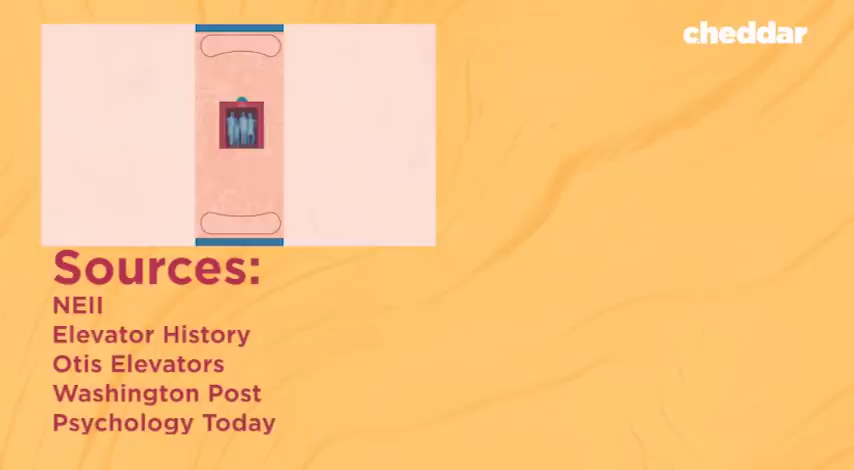 cheddar
Sources:
NEII
Elevator History
Otis Elevators
Washington Post
Psychology Today